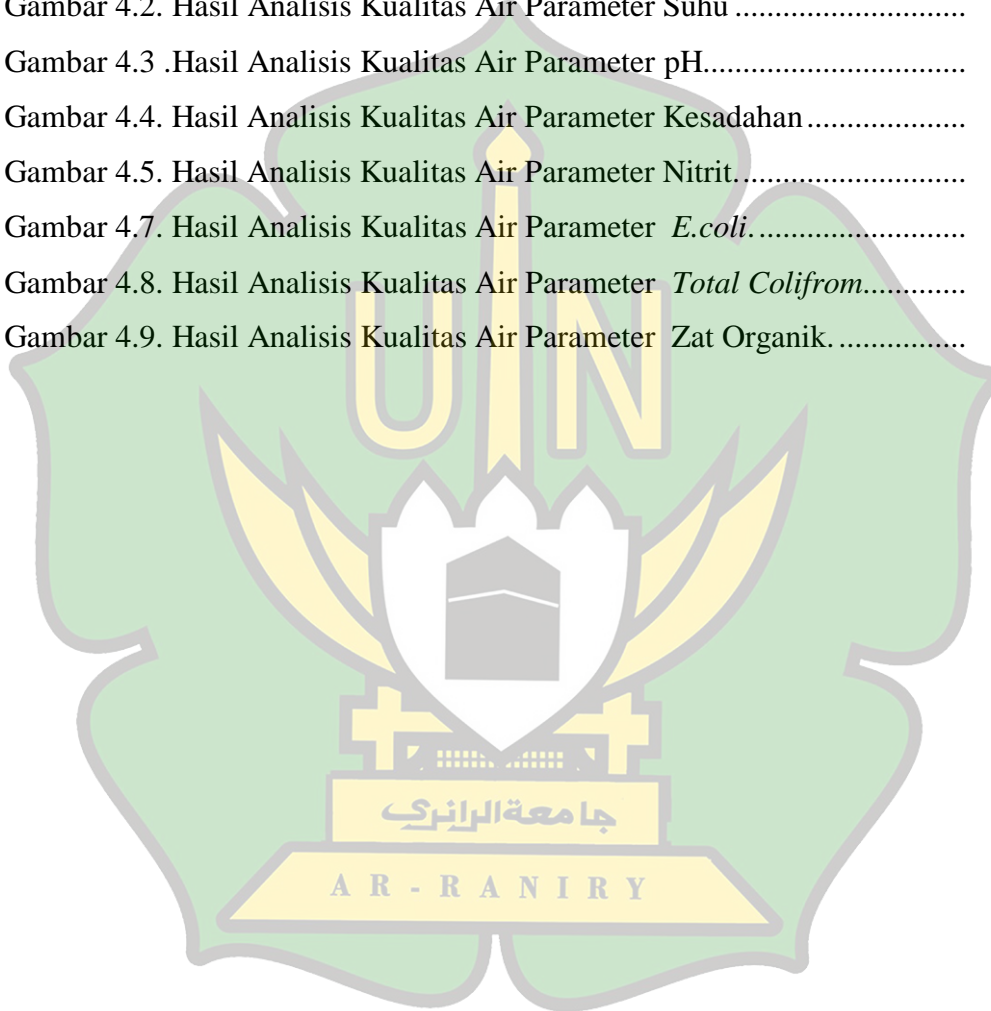 Gambar 4.2. Hasil Analisis Kualitas Air Parameter Suhu ............................
Gambar 4.3 .Hasil Analisis Kualitas Air Parameter pH...............................
Gambar 4.4. Hasil Analisis Kualitas Air Parameter Kesadahan...................
Gambar 4.5. Hasil Analisis Kualitas Air Parameter Nitrit...........................
Gambar 4.7. Hasil Analisis Kualitas Air Parameter E.coli.........................
Gambar 4.8. Hasil Analisis Kualitas Air Parameter Total Colifrom.............
Gambar 4.9. Hasil Analisis Kualitas Air Parameter Zat Organik. ...............
UIN
جامعة الرانري
AR-RANIRY